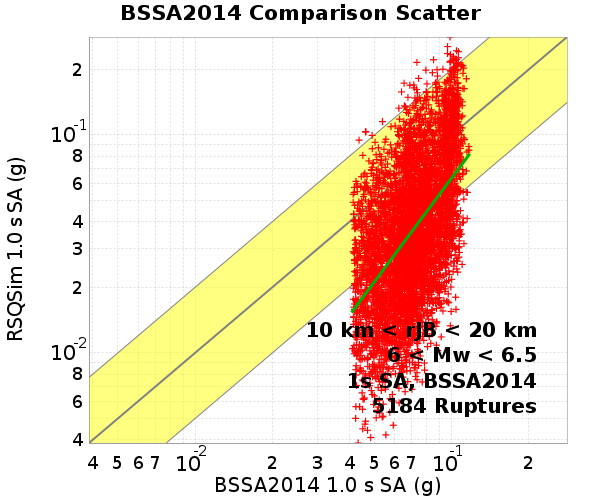 BSSA2014 Comparison Scatter
RSQSim 1.0 s SA (g)
2
10-1
8
6
4
3
2
10-2
8
6
4
10 km < rJB < 20 km
6 < Mw < 6.5
1s SA, BSSA2014
5184 Ruptures
4 5 6 7 10-2 2 3 4 5 6 7 10-1 2
BSSA2014 1.0 s SA (g)